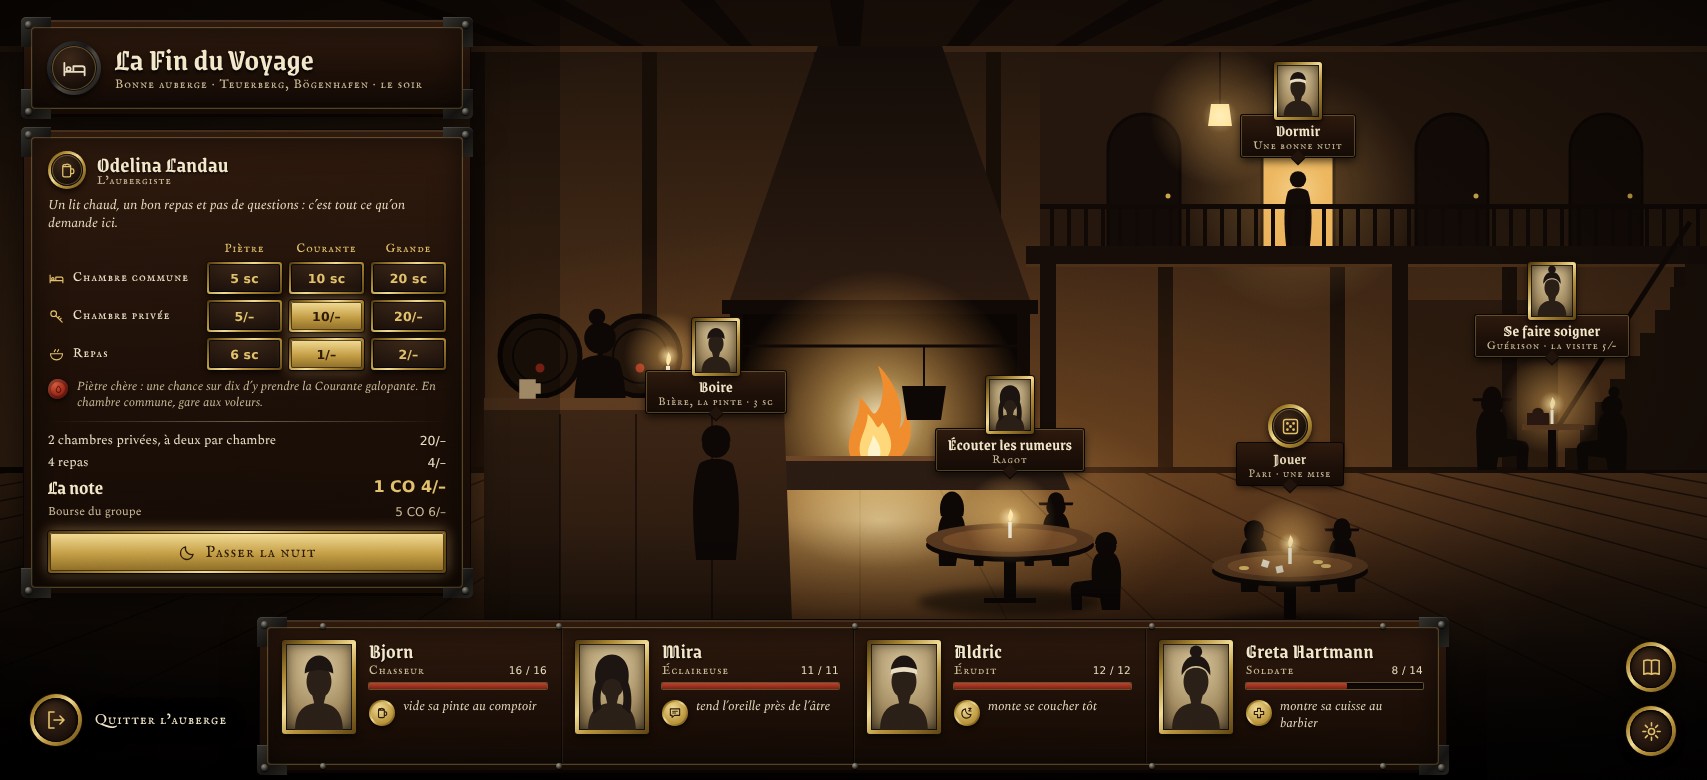 La Fin du Voyage
Bonne auberge · Teuerberg, Bögenhafen · le soir
Odelina Landau
L'aubergiste
Un lit chaud, un bon repas et pas de questions : c'est tout ce qu'on
demande ici.
Piètre Courante Grande
Chambre commune 5 sc 10 sc 20 sc
Chambre privée 5/– 10/– 20/–
Repas 6 sc 1/– 2/–
Piètre chère : une chance sur dix d'y prendre la Courante galopante. En
chambre commune, gare aux voleurs.
2 chambres privées, à deux par chambre 20/–
4 repas 4/–
La note 1 CO 4/–
Bourse du groupe 5 CO 6/–
Passer la nuit
Dormir
Une bonne nuit
Se faire soigner
Guérison · la visite 5/–
Boire
Bière, la pinte · 3 sc
Écouter les rumeurs
Ragot
Jouer
Pari · une mise
Quitter l'auberge
Bjorn
Chasseur 16 / 16
vide sa pinte au comptoir
Mira
Éclaireuse 11 / 11
tend l'oreille près de l'âtre
Aldric
Érudit 12 / 12
monte se coucher tôt
Greta Hartmann
Soldate 8 / 14
montre sa cuisse au
barbier